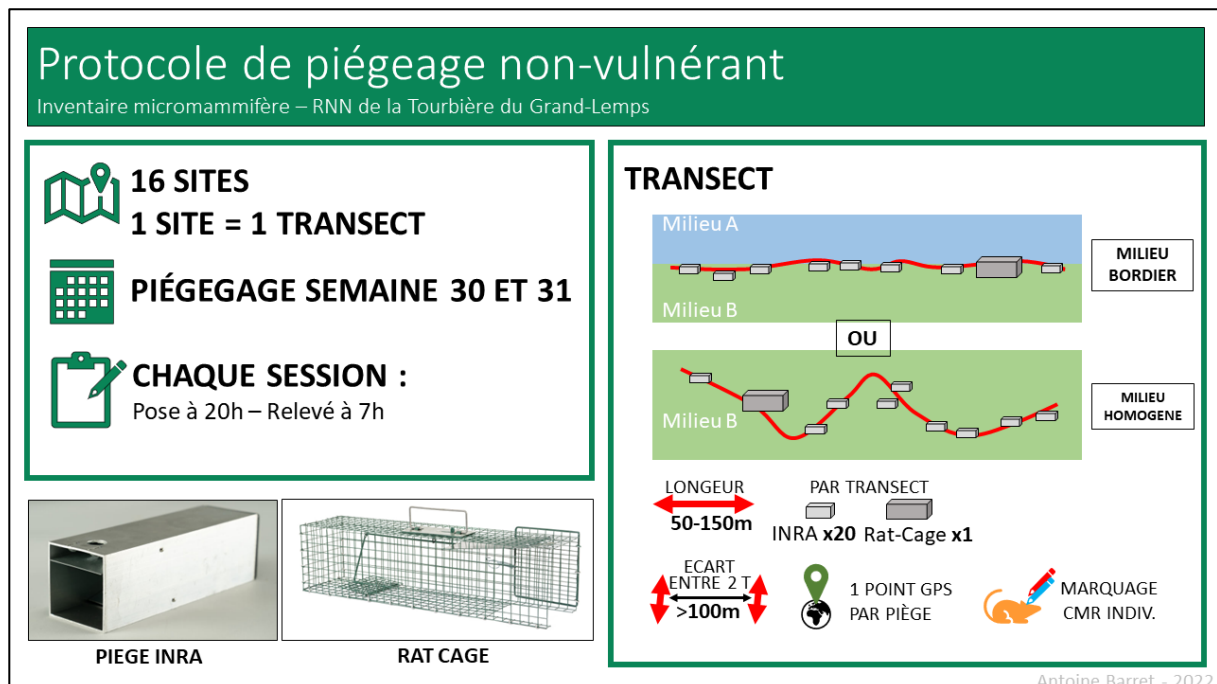 Protocole de piégeage non-vulnérant
Inventaire micromammifère – RNN de la Tourbière du Grand-Lemps
16 SITES
1 SITE = 1 TRANSECT
PIÉGEGAGE SEMAINE 30 ET 31
CHAQUE SESSION :
Pose à 20h – Relevé à 7h
PIEGE INRA
RAT CAGE
TRANSECT
Milieu A
Milieu B
MILIEU
BORDIER
OU
Milieu B
MILIEU
HOMOGENE
LONGEUR
50-150m
PAR TRANSECT
INRA x20 Rat-Cage x1
ECART
ENTRE 2 T
>100m
1 POINT GPS
PAR PIÈGE
MARQUAGE
CMR INDIV.
Antoine Barret - 2022